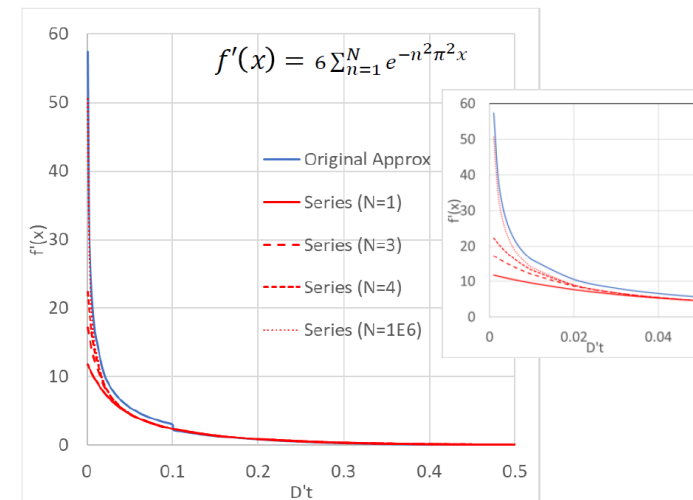 f'(x) = 6 ∑ₙ₌₁ᴺ e^{−n²π²x}
60
50
40
30
20
10
0
f'(x)
Original Approx
Series (N=1)
Series (N=3)
Series (N=4)
Series (N=1E6)
0 0.1 0.2 0.3 0.4 0.5
D't
60
50
40
30
20
10
0
f'(x)
0 0.02 0.04
D't